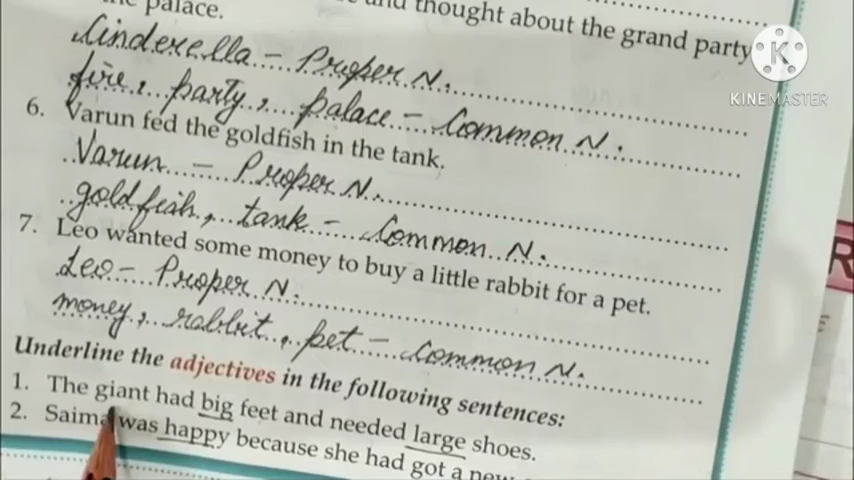 the palace.
and thought about the grand party
Cinderella - Proper N.
fire, party, palace - Common N.
6. Varun fed the goldfish in the tank.
Varun - Proper N.
goldfish, tank - Common N.
7. Leo wanted some money to buy a little rabbit for a pet.
Leo - Proper N.
money, rabbit, pet - Common N.
Underline the adjectives in the following sentences:
1. The giant had big feet and needed large shoes.
2. Saima was happy because she had got a new
KINEMASTER
R